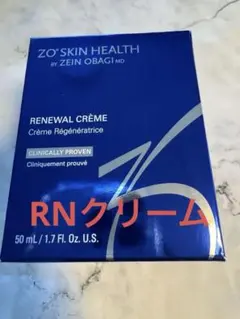 ZO® SKIN HEALTH
BY ZEIN OBAGI MD
RENEWAL CRÈME
Crème Régénératrice
CLINICALLY PROVEN
Cliniquement prouvé
RNクリーム
50 mL / 1.7 Fl. Oz. U.S.